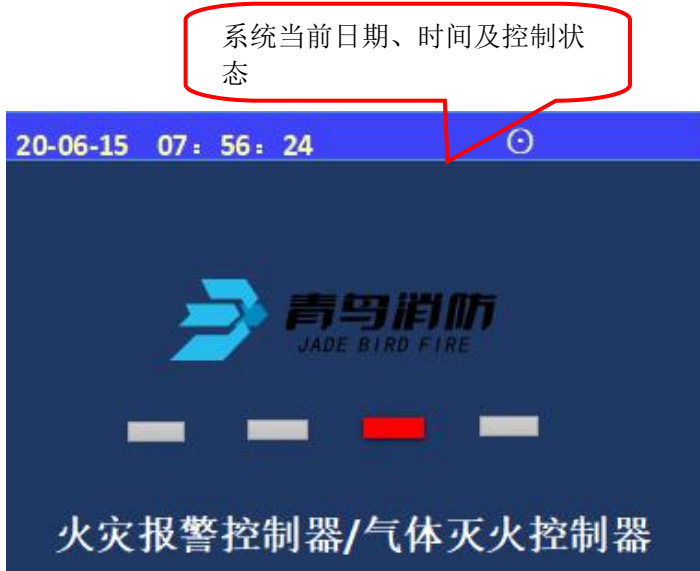 系统当前日期、时间及控制状
态
20-06-15 07：56：24
青鸟消防
JADE BIRD FIRE
火灾报警控制器/气体灭火控制器